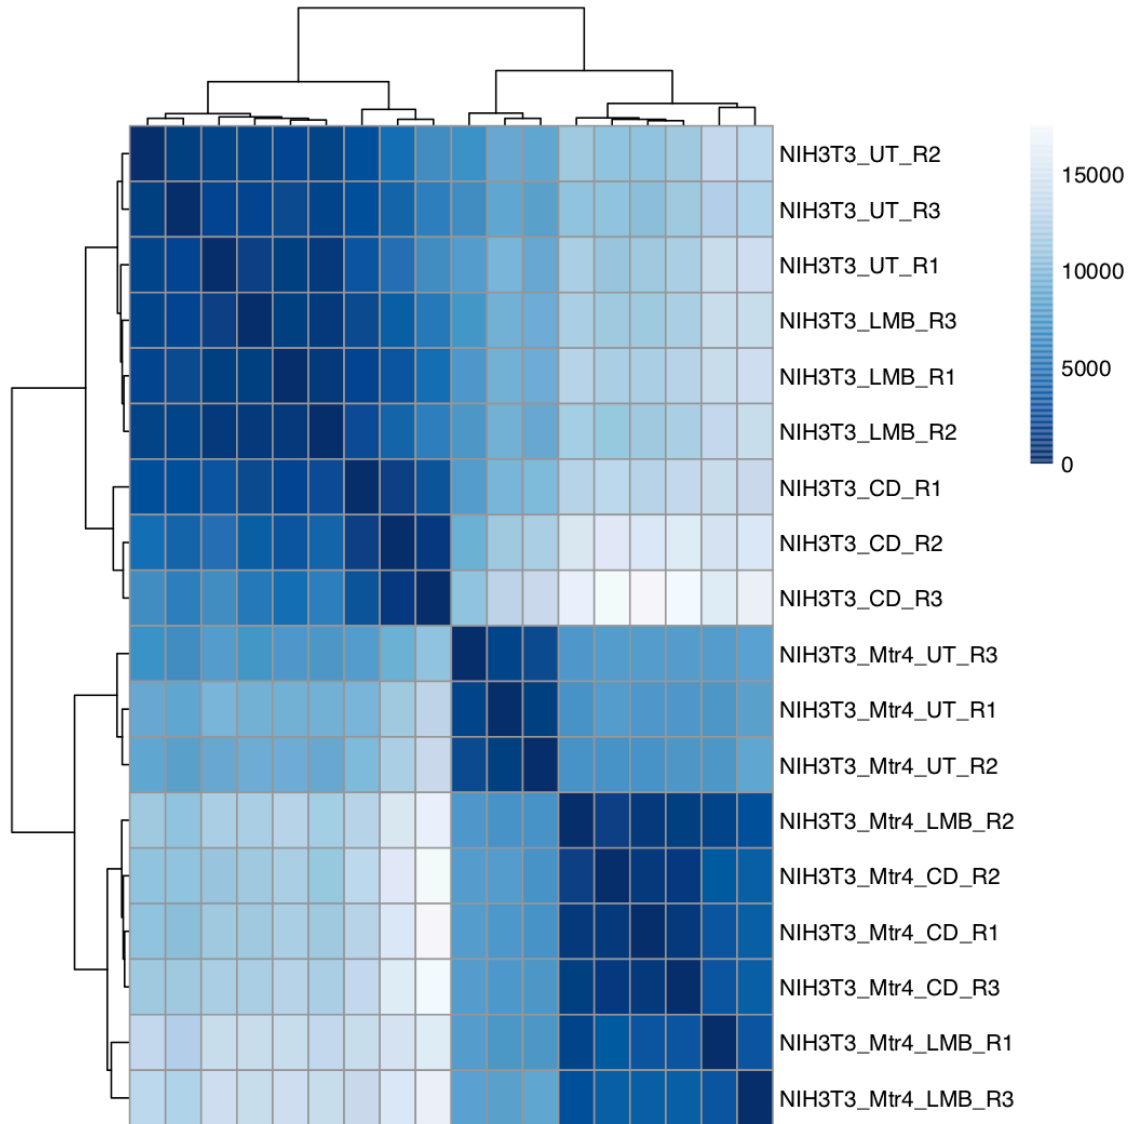 NIH3T3_UT_R2
NIH3T3_UT_R3
NIH3T3_UT_R1
NIH3T3_LMB_R3
NIH3T3_LMB_R1
NIH3T3_LMB_R2
NIH3T3_CD_R1
NIH3T3_CD_R2
NIH3T3_CD_R3
NIH3T3_Mtr4_UT_R3
NIH3T3_Mtr4_UT_R1
NIH3T3_Mtr4_UT_R2
NIH3T3_Mtr4_LMB_R2
NIH3T3_Mtr4_CD_R2
NIH3T3_Mtr4_CD_R1
NIH3T3_Mtr4_CD_R3
NIH3T3_Mtr4_LMB_R1
NIH3T3_Mtr4_LMB_R3
15000
10000
5000
0